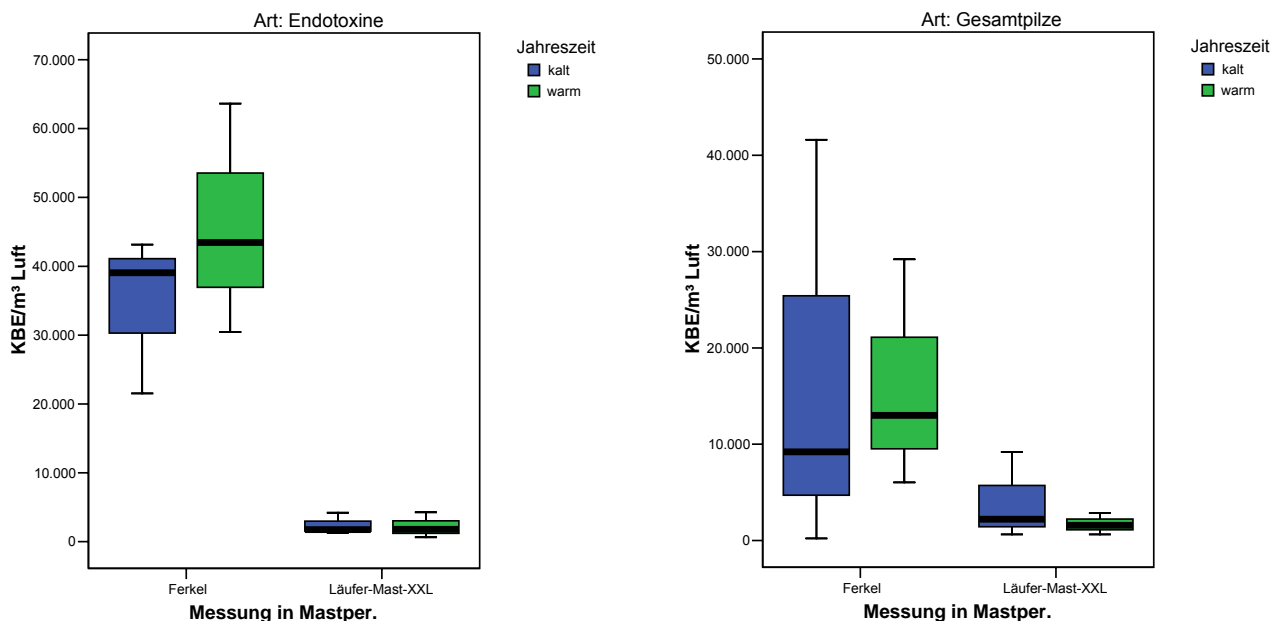 Art: Endotoxine
Jahreszeit
kalt
warm
KBE/m³ Luft
70.000
60.000
50.000
40.000
30.000
20.000
10.000
0
Ferkel
Läufer-Mast-XXL
Messung in Mastper.
Art: Gesamtpilze
Jahreszeit
kalt
warm
KBE/m³ Luft
50.000
40.000
30.000
20.000
10.000
0
Ferkel
Läufer-Mast-XXL
Messung in Mastper.